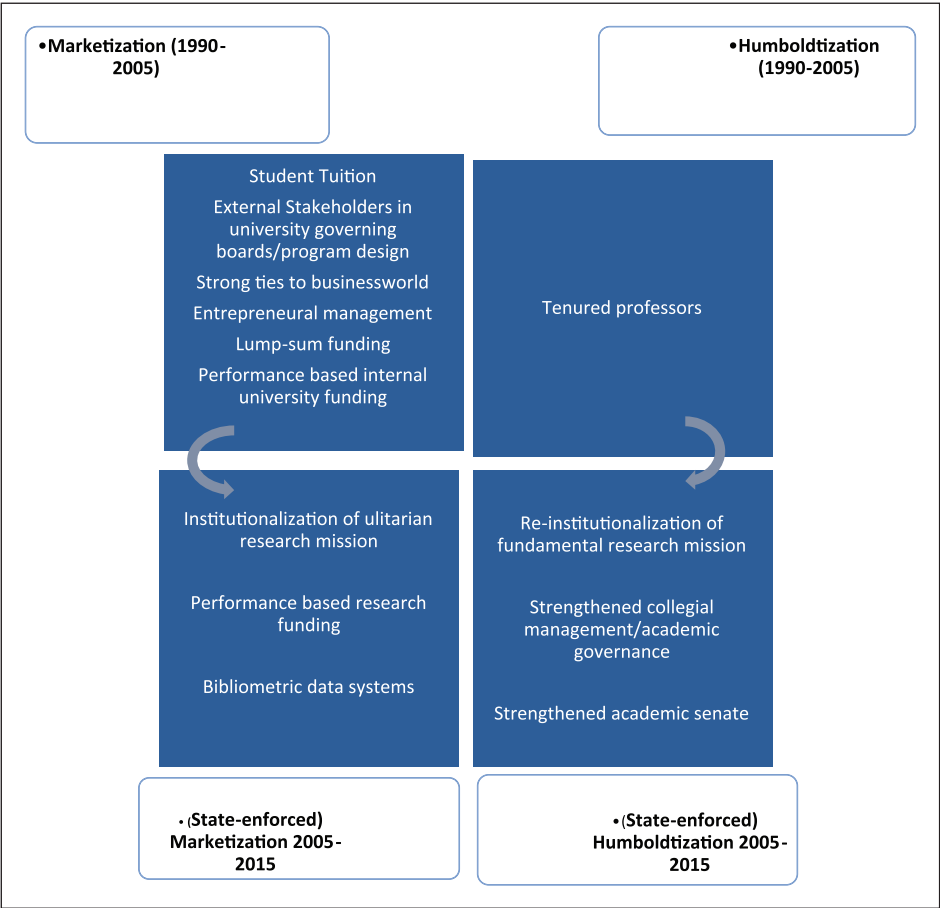 •Marketization (1990-
2005)
•Humboldtization
(1990-2005)
Student Tuition
External Stakeholders in
university governing
boards/program design
Strong ties to businessworld
Entrepreneural management
Lump-sum funding
Performance based internal
university funding
Tenured professors
Institutionalization of ulitarian
research mission
Performance based research
funding
Bibliometric data systems
Re-institutionalization of
fundamental research mission
Strengthened collegial
management/academic
governance
Strengthened academic senate
• (State-enforced)
Marketization 2005-
2015
•(State-enforced)
Humboldtization 2005-
2015